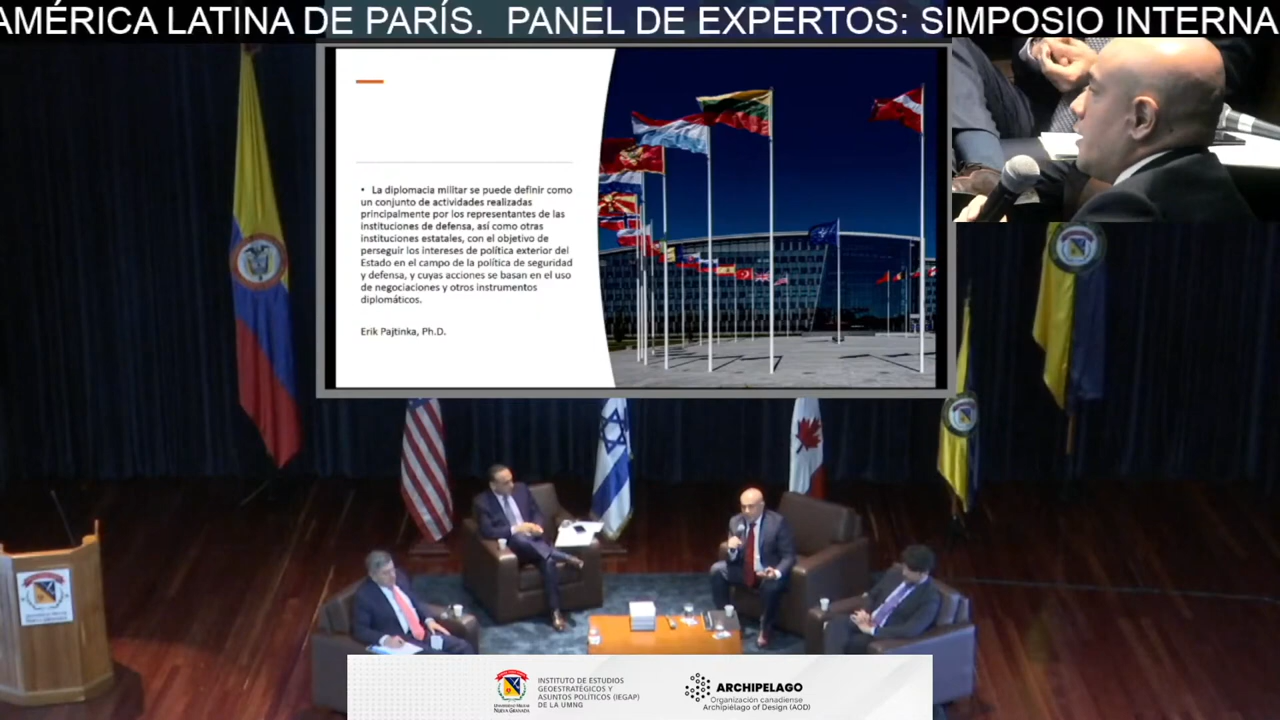 AMÉRICA LATINA DE PARÍS.  PANEL DE EXPERTOS: SIMPOSIO INTERNA
• La diplomacia militar se puede definir como
un conjunto de actividades realizadas
principalmente por los representantes de las
instituciones de defensa, así como otras
instituciones estatales, con el objetivo de
perseguir los intereses de política exterior del
Estado en el campo de la política de seguridad
y defensa, y cuyas acciones se basan en el uso
de negociaciones y otros instrumentos
diplomáticos.
Erik Pajtinka, Ph.D.
UNIVERSIDAD MILITAR
NUEVA GRANADA
INSTITUTO DE ESTUDIOS
GEOESTRATÉGICOS Y
ASUNTOS POLÍTICOS (IEGAP)
DE LA UMNG
ARCHIPELAGO
Organización canadiense
Archipiélago of Design (AOD)